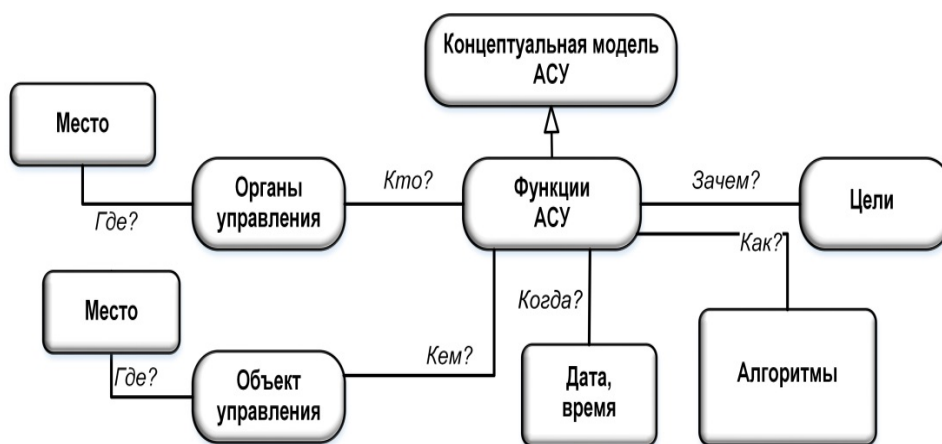 Концептуальная модель
АСУ
Место
Органы
управления
Кто?
Функции
АСУ
Зачем?
Цели
Где?
Как?
Место
Когда?
Где?
Кем?
Объект
управления
Дата,
время
Алгоритмы